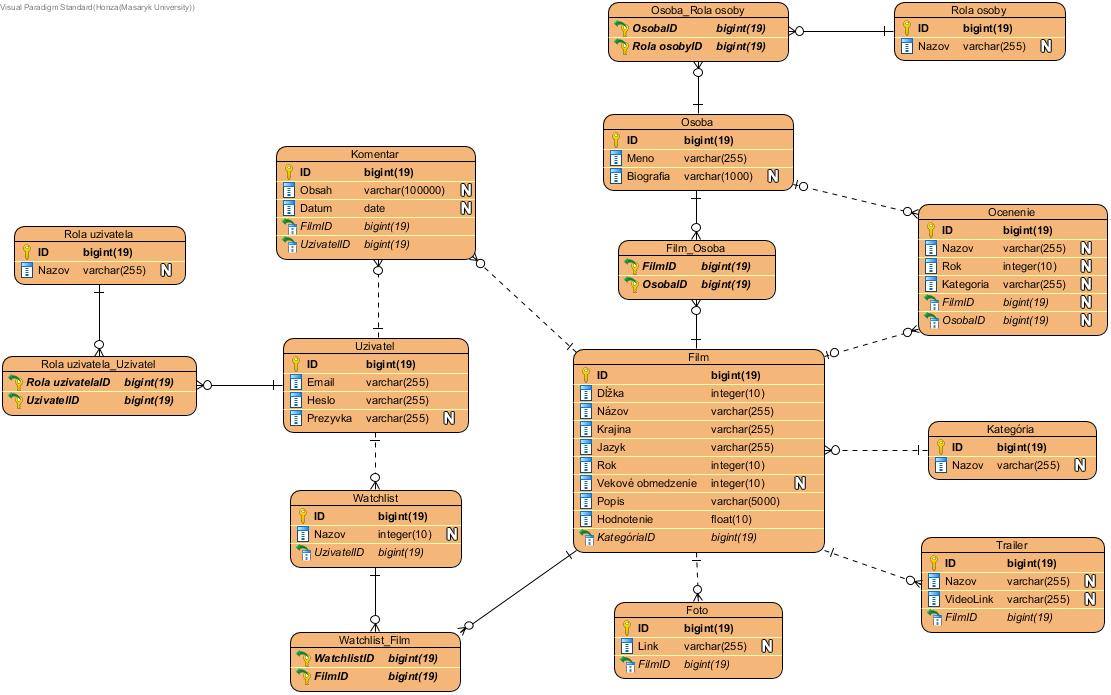 Visual Paradigm Standard(Honza(Masaryk University))
Osoba_Rola osoby
OsobaID bigint(19)
Rola osobyID bigint(19)
Rola osoby
ID bigint(19)
Nazov varchar(255) N
Osoba
ID bigint(19)
Meno varchar(255)
Biografia varchar(1000) N
Komentar
ID bigint(19)
Obsah varchar(100000) N
Datum date N
FilmID bigint(19)
UzivatelID bigint(19)
Ocenenie
ID bigint(19)
Nazov varchar(255) N
Rok integer(10) N
Kategoria varchar(255) N
FilmID bigint(19) N
OsobaID bigint(19) N
Rola uzivatela
ID bigint(19)
Nazov varchar(255) N
Film_Osoba
FilmID bigint(19)
OsobaID bigint(19)
Rola uzivatela_Uzivatel
Rola uzivatelaID bigint(19)
UzivatelID bigint(19)
Uzivatel
ID bigint(19)
Email varchar(255)
Heslo varchar(255)
Prezyvka varchar(255) N
Film
ID bigint(19)
Dĺžka integer(10)
Názov varchar(255)
Krajina varchar(255)
Jazyk varchar(255)
Rok integer(10)
Vekové obmedzenie integer(10) N
Popis varchar(5000)
Hodnotenie float(10)
KategóriaID bigint(19)
Kategória
ID bigint(19)
Nazov varchar(255) N
Watchlist
ID bigint(19)
Nazov integer(10) N
UzivatelID bigint(19)
Trailer
ID bigint(19)
Nazov varchar(255) N
VideoLink varchar(255) N
FilmID bigint(19)
Foto
ID bigint(19)
Link varchar(255) N
FilmID bigint(19)
Watchlist_Film
WatchlistID bigint(19)
FilmID bigint(19)